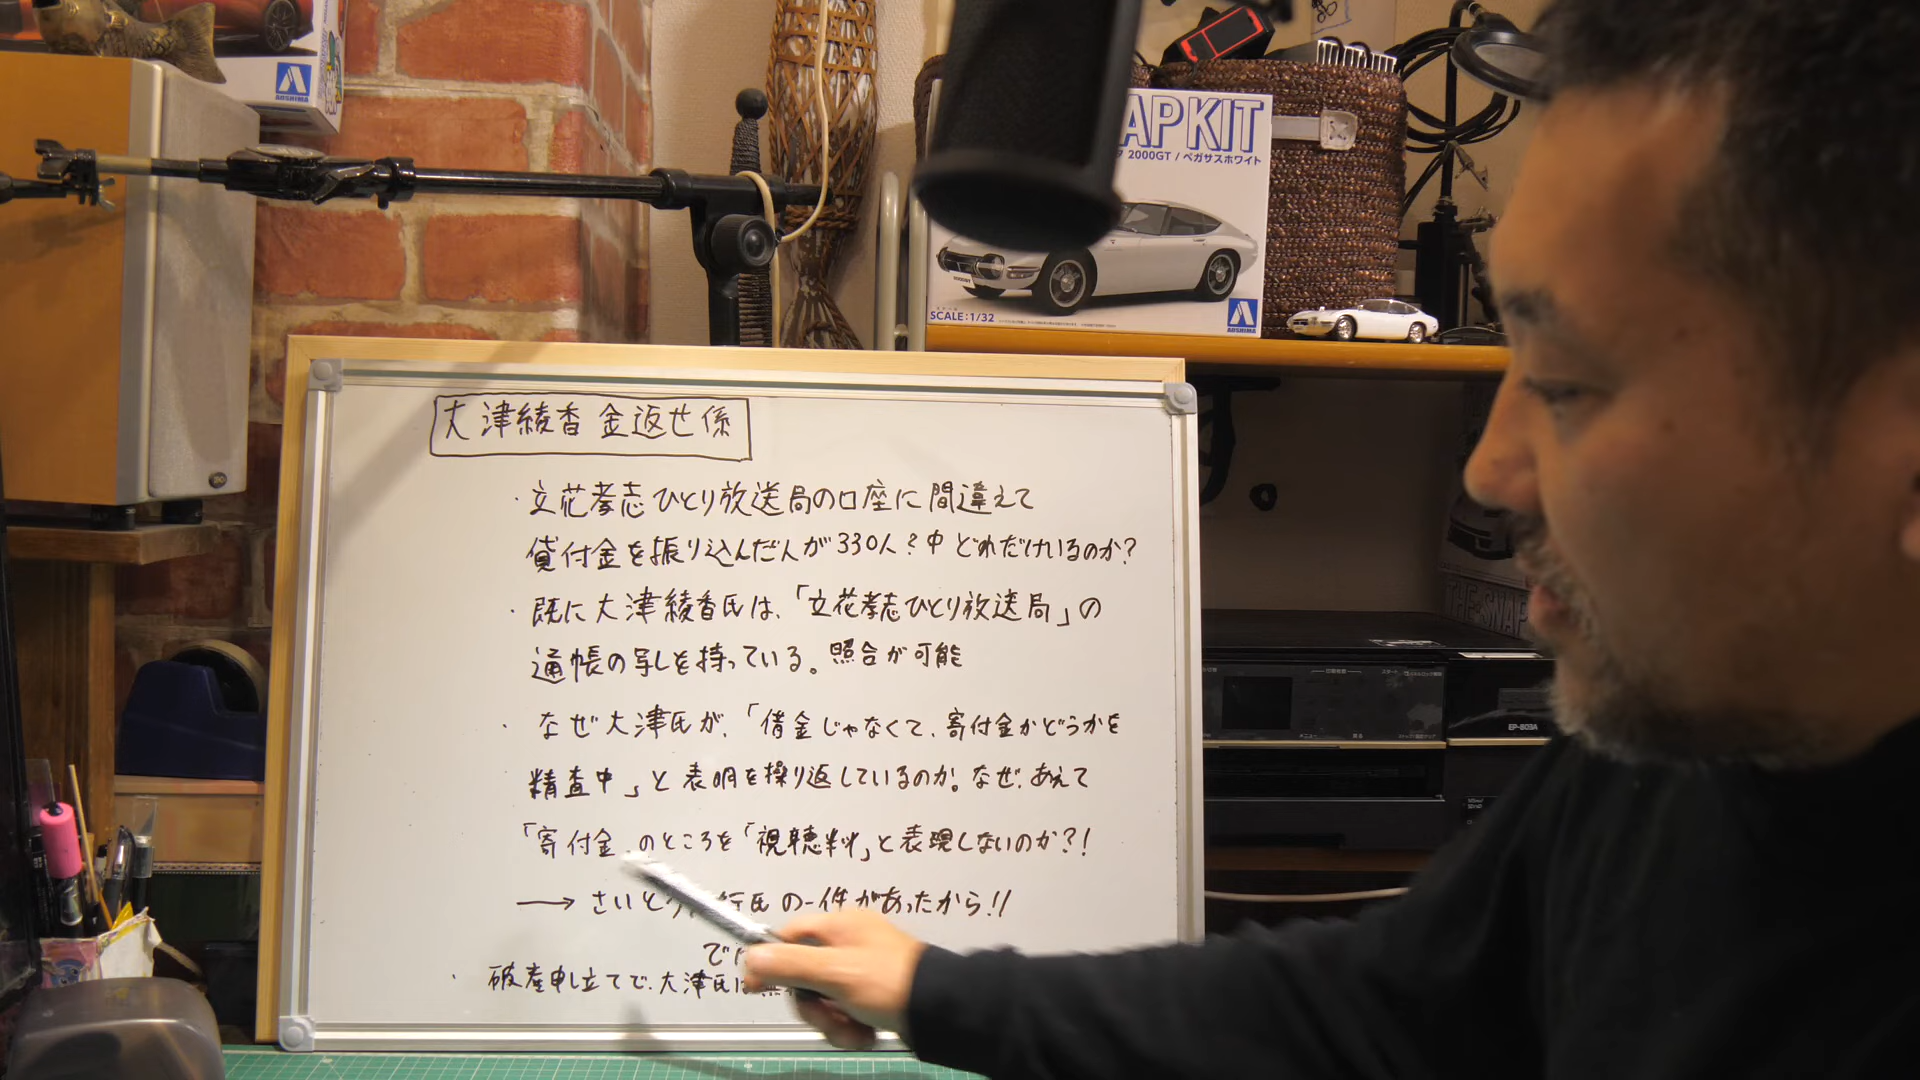 AOSHIMA
APKIT
2000GT / ペガサスホワイト
SCALE:1/32
AOSHIMA
大津綾香 金返せ係
・立花孝志ひとり放送局の口座に間違えて
貸付金を振り込んだ人が330人?中 どれだけいるのか?
・既に大津綾香氏は、「立花孝志ひとり放送局」の
通帳の写しを持っている。照合が可能
・なぜ大津氏が、「借金じゃなくて、寄付金かどうかを
精査中」と表明を繰り返しているのか。なぜ、あえて
「寄付金」のところを「視聴料」と表現しないのか?!
→ さいとう 行氏の一件があったから!!
で
・破産申し立てで、大津氏は
EP-803A